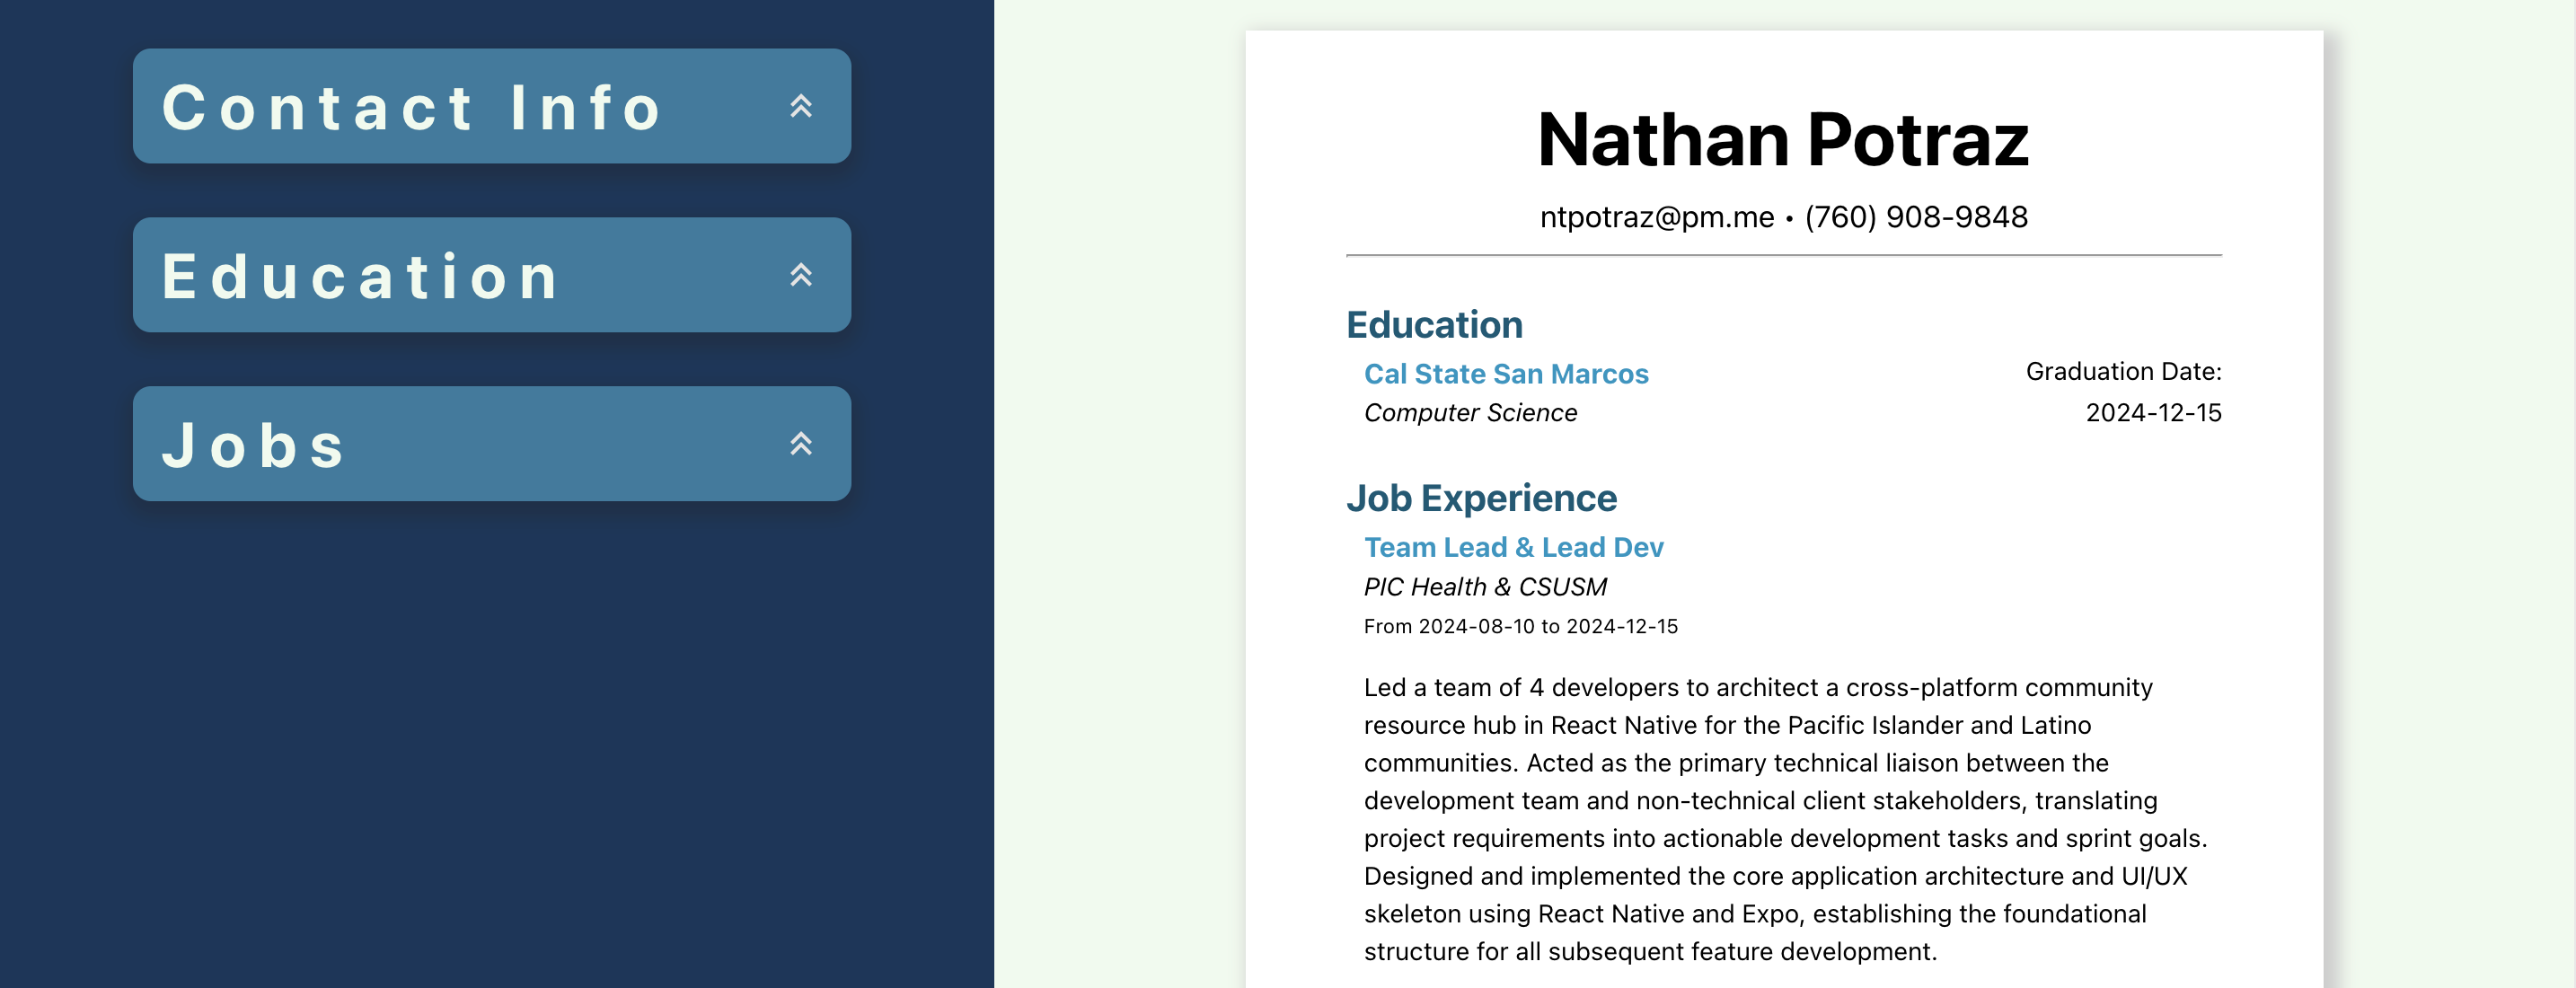 Contact Info
Education
Jobs
Nathan Potraz
ntpotraz@pm.me • (760) 908-9848
Education
Cal State San Marcos
Graduation Date:
Computer Science
2024-12-15
Job Experience
Team Lead & Lead Dev
PIC Health & CSUSM
From 2024-08-10 to 2024-12-15
Led a team of 4 developers to architect a cross-platform community
resource hub in React Native for the Pacific Islander and Latino
communities. Acted as the primary technical liaison between the
development team and non-technical client stakeholders, translating
project requirements into actionable development tasks and sprint goals.
Designed and implemented the core application architecture and UI/UX
skeleton using React Native and Expo, establishing the foundational
structure for all subsequent feature development.